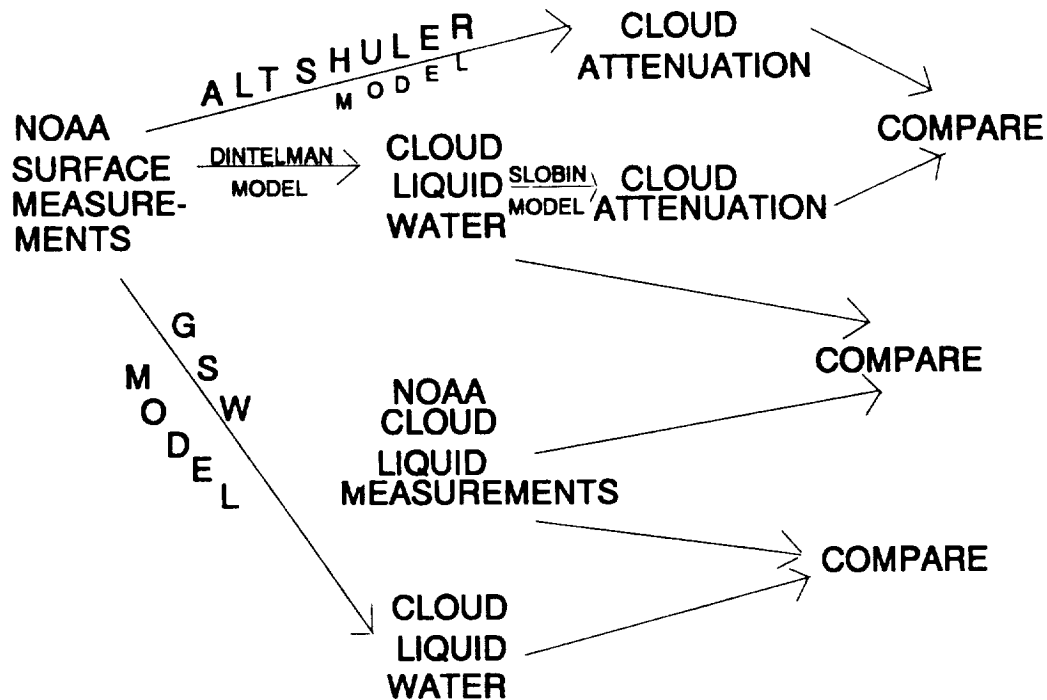 ALTSHULER
MODEL
CLOUD
ATTENUATION
COMPARE
NOAA
SURFACE
MEASURE-
MENTS
DINTELMAN
MODEL
CLOUD
LIQUID
WATER
SLOBIN
MODEL
CLOUD
ATTENUATION
GSW
MODEL
COMPARE
NOAA
CLOUD
LIQUID
MEASUREMENTS
COMPARE
CLOUD
LIQUID
WATER